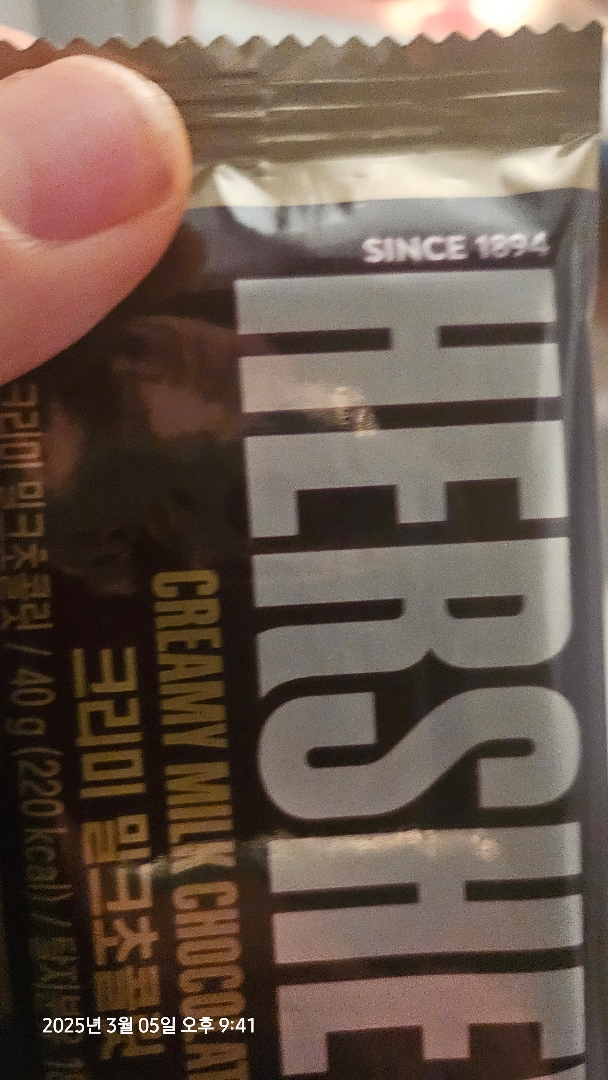 SINCE 1894
HERSHEY
CREAMY MILK CHOCOLAT
크리미 밀크초콜릿
크리미 밀크초콜릿 / 40 g (220 kcal) /
2025년 3월 05일 오후 9:41